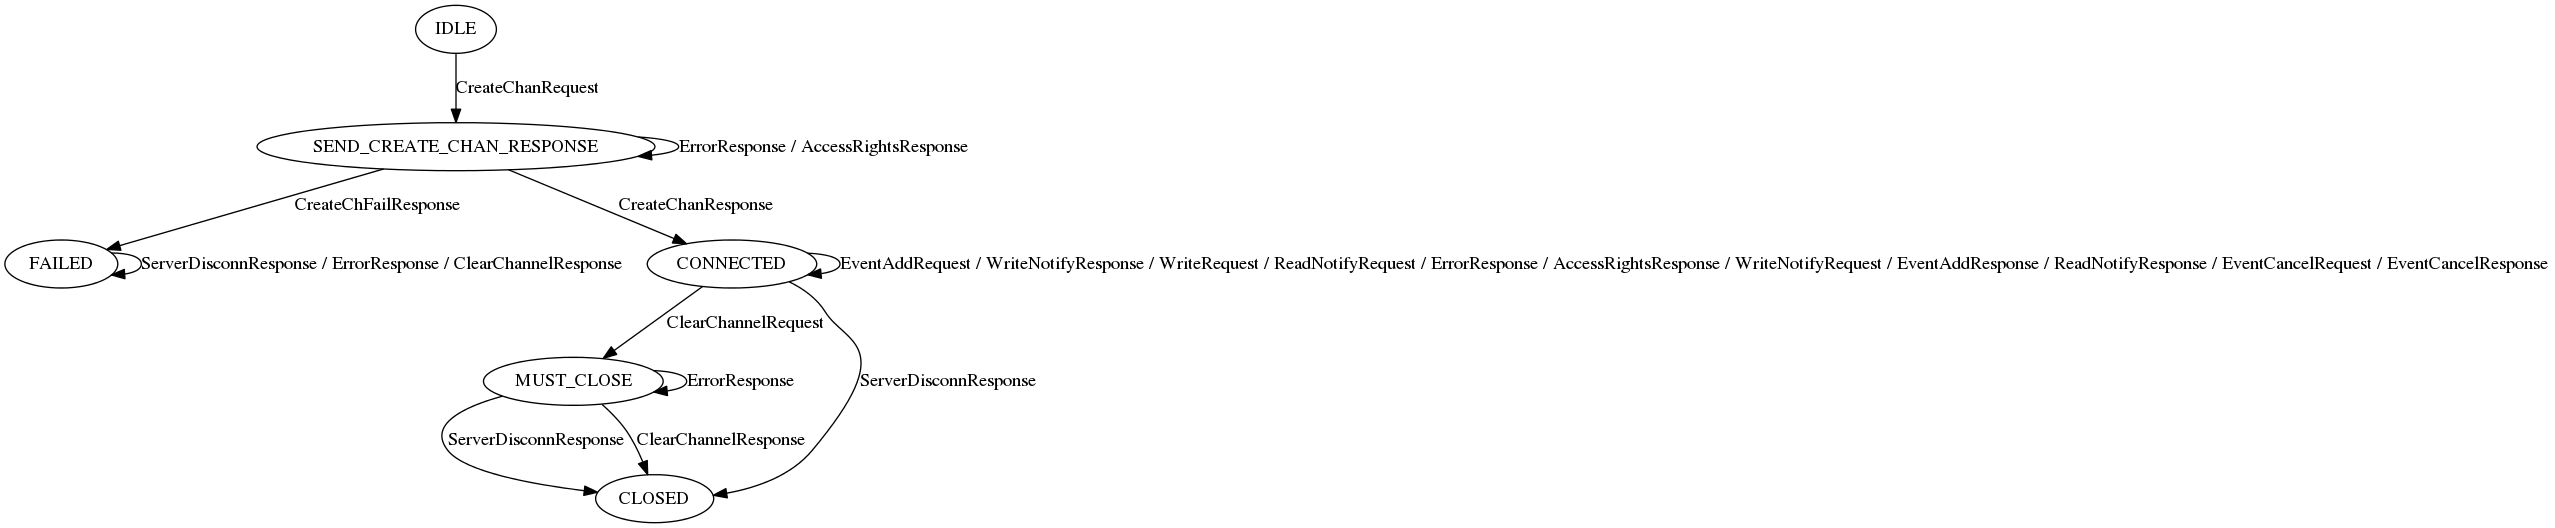 IDLE
CreateChanRequest
SEND_CREATE_CHAN_RESPONSE
ErrorResponse / AccessRightsResponse
CreateChFailResponse
CreateChanResponse
FAILED
ServerDisconnResponse / ErrorResponse / ClearChannelResponse
CONNECTED
EventAddRequest / WriteNotifyResponse / WriteRequest / ReadNotifyRequest / ErrorResponse / AccessRightsResponse / WriteNotifyRequest / EventAddResponse / ReadNotifyResponse / EventCancelRequest / EventCancelResponse
ClearChannelRequest
MUST_CLOSE
ErrorResponse
ServerDisconnResponse
ServerDisconnResponse
ClearChannelResponse
CLOSED